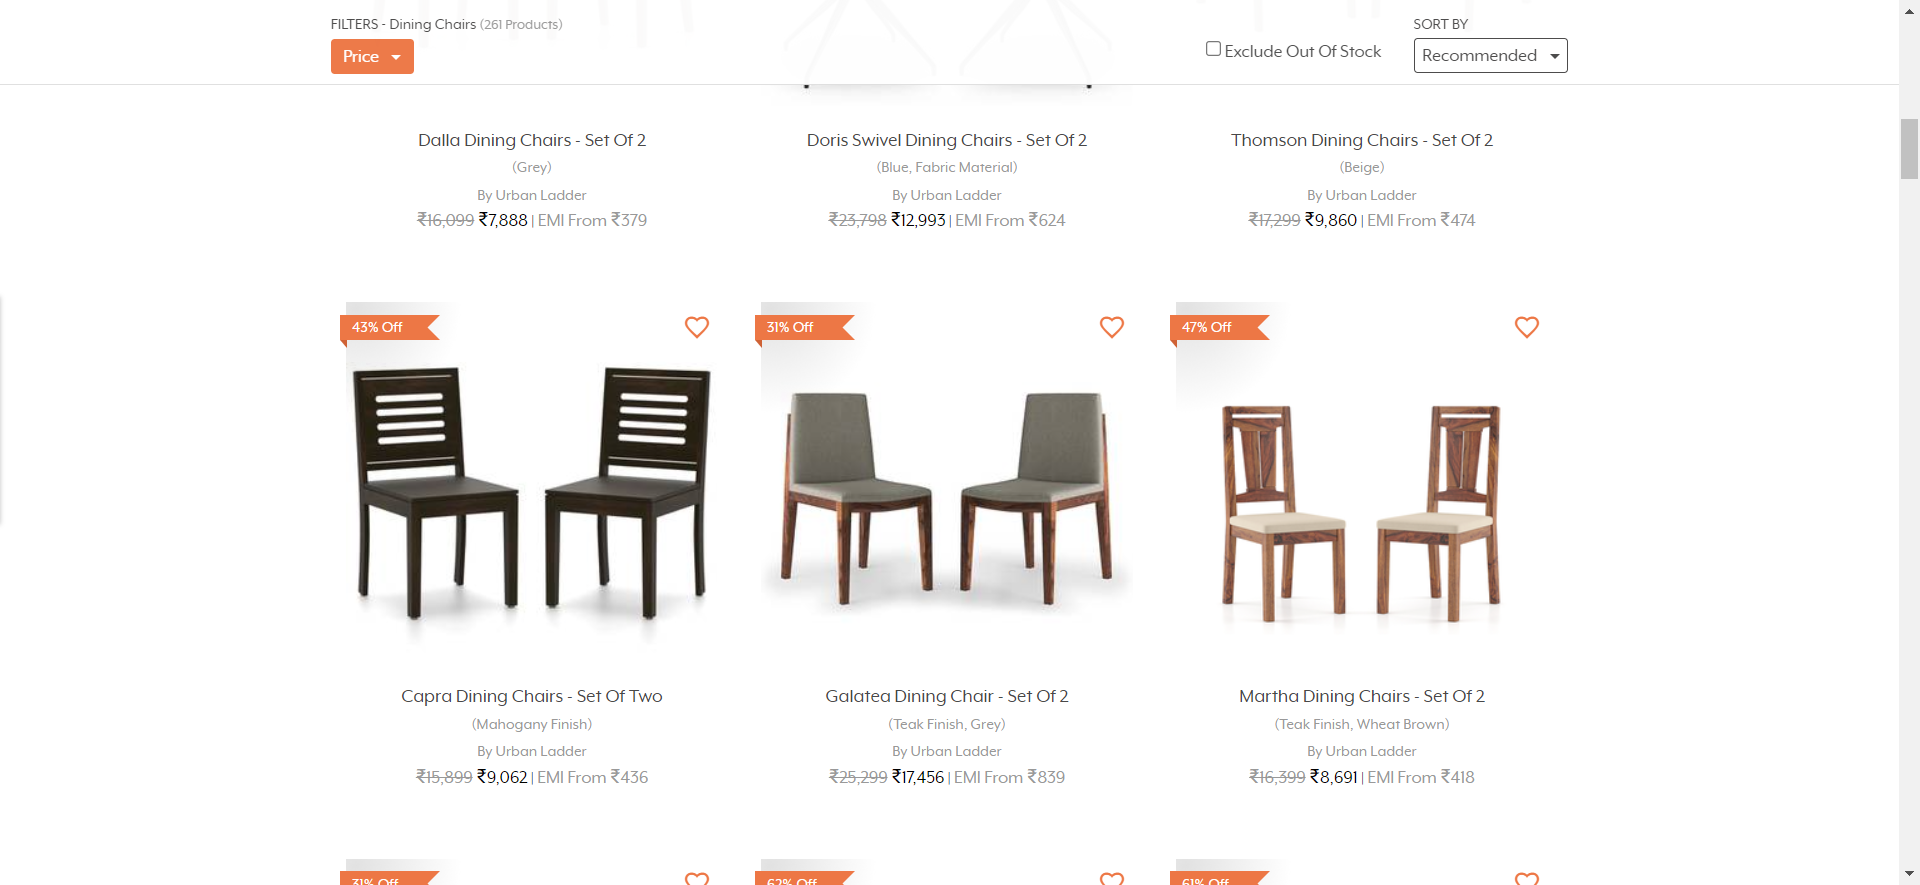 FILTERS - Dining Chairs (261 Products)
Price
Exclude Out Of Stock
SORT BY
Recommended
Dalla Dining Chairs - Set Of 2
(Grey)
By Urban Ladder
₹16,099 ₹7,888 | EMI From ₹379
Doris Swivel Dining Chairs - Set Of 2
(Blue, Fabric Material)
By Urban Ladder
₹23,798 ₹12,993 | EMI From ₹624
Thomson Dining Chairs - Set Of 2
(Beige)
By Urban Ladder
₹17,299 ₹9,860 | EMI From ₹474
43% Off
31% Off
47% Off
Capra Dining Chairs - Set Of Two
(Mahogany Finish)
By Urban Ladder
₹15,899 ₹9,062 | EMI From ₹436
Galatea Dining Chair - Set Of 2
(Teak Finish, Grey)
By Urban Ladder
₹25,299 ₹17,456 | EMI From ₹839
Martha Dining Chairs - Set Of 2
(Teak Finish, Wheat Brown)
By Urban Ladder
₹16,399 ₹8,691 | EMI From ₹418
31% Off
62% Off
61% Off